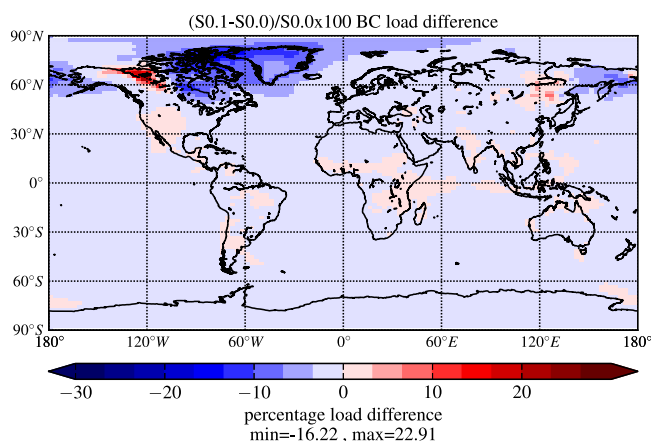 (S0.1-S0.0)/S0.0x100 BC load difference
90°N
60°N
30°N
0°
30°S
60°S
90°S
180° 120°W 60°W 0° 60°E 120°E 180°
−30 −20 −10 0 10 20
percentage load difference
min=-16.22 , max=22.91